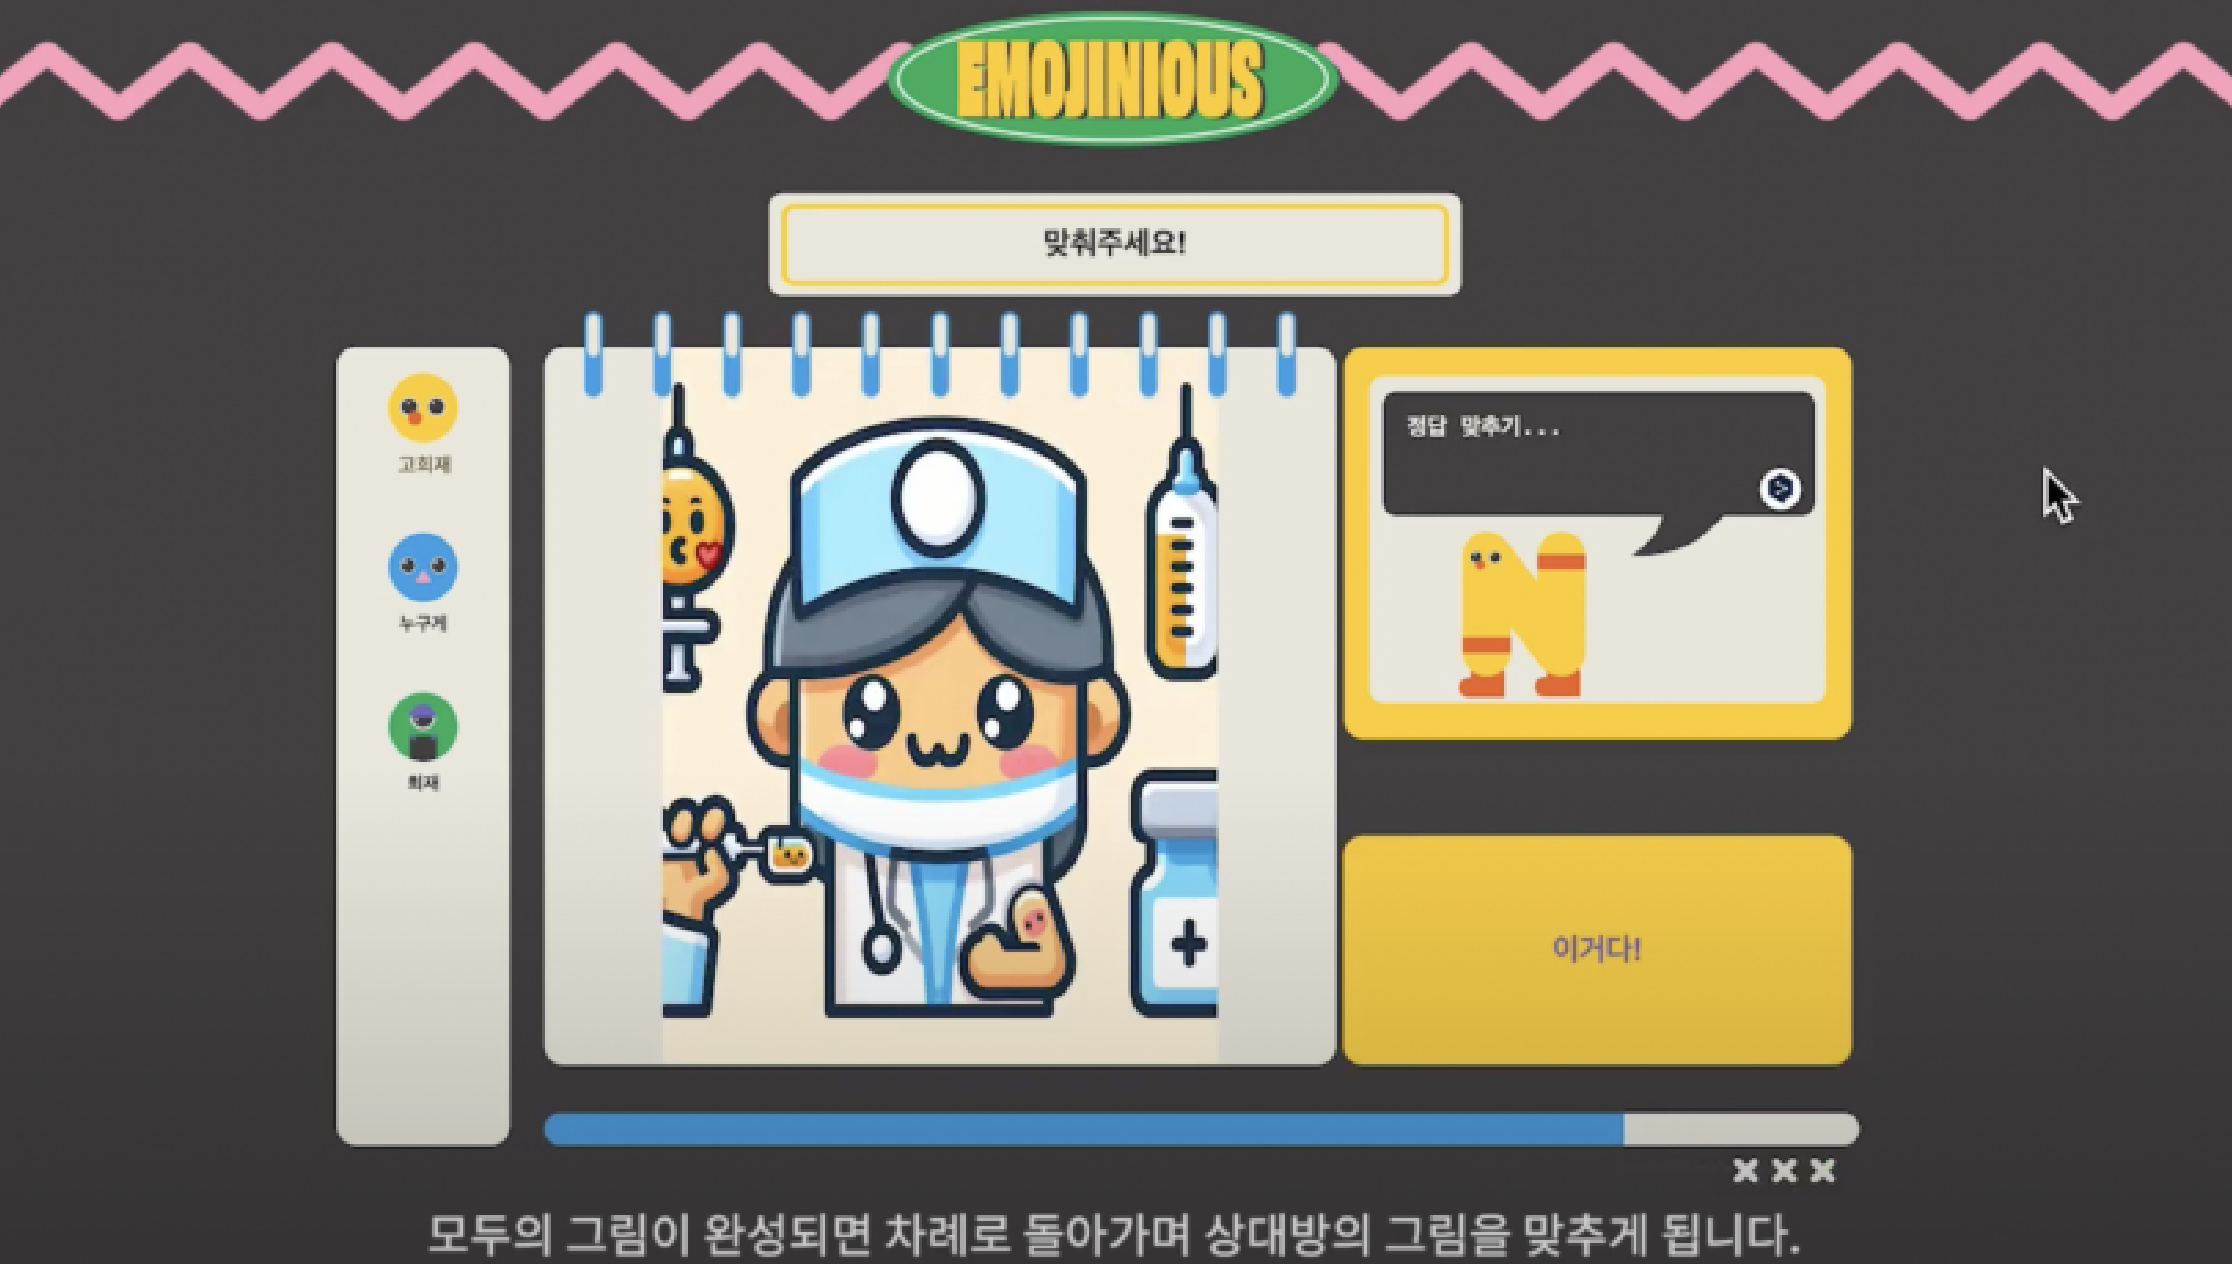 EMOJINIOUS
맞춰주세요!
고희재
누구게
희재
정답 맞추기...
이거다!
모두의 그림이 완성되면 차례로 돌아가며 상대방의 그림을 맞추게 됩니다.